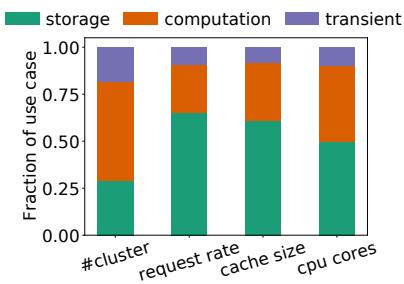 storage computation transient
Fraction of use case
1.00
0.75
0.50
0.25
0.00
#cluster request rate cache size cpu cores